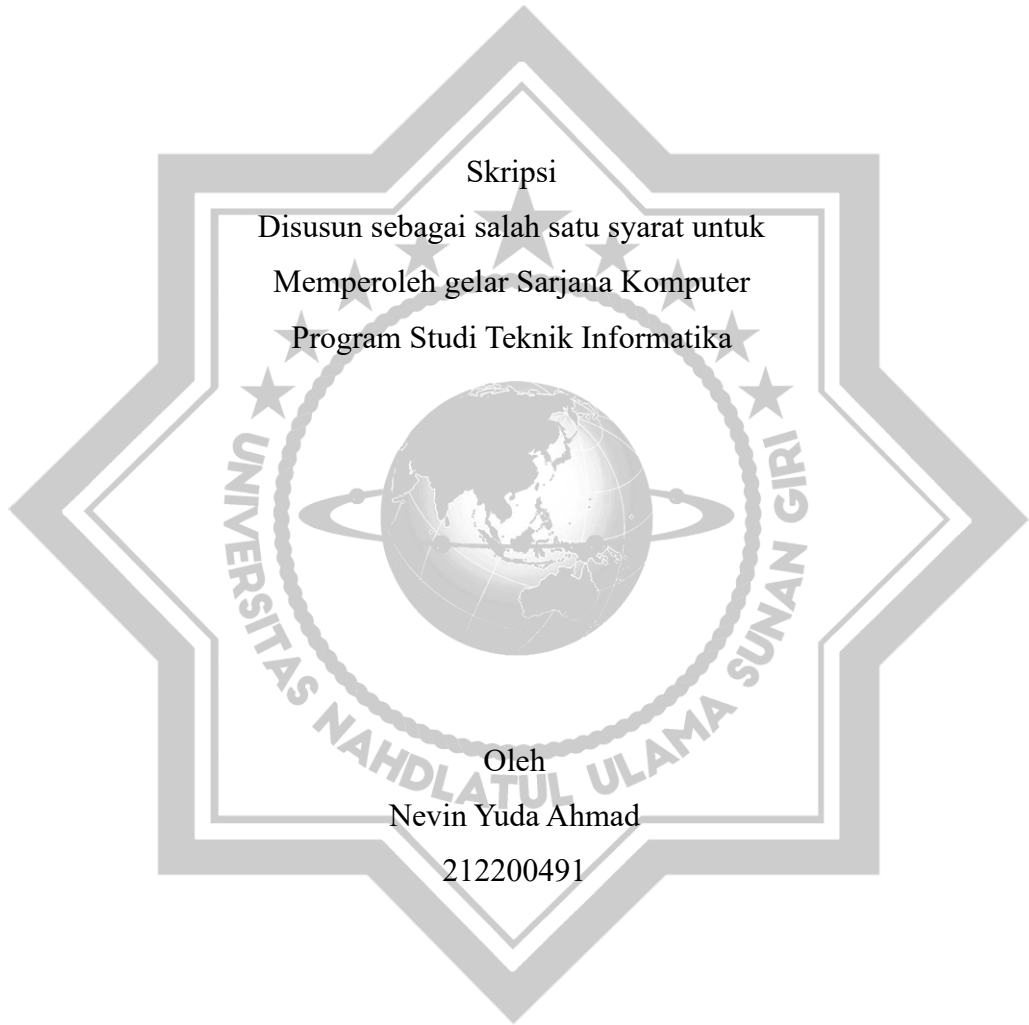 Skripsi
Disusun sebagai salah satu syarat untuk
Memperoleh gelar Sarjana Komputer
Program Studi Teknik Informatika
UNIVERSITAS NAHDLATUL ULAMA SUNAN GIRI
Oleh
Nevin Yuda Ahmad
212200491